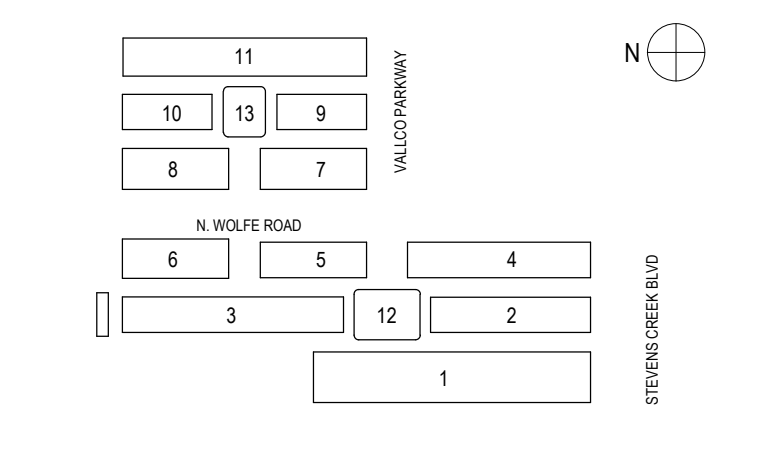 11
N
10 13 9
VALLCO PARKWAY
8 7
N. WOLFE ROAD
6 5 4
3 12 2
STEVENS CREEK BLVD
1